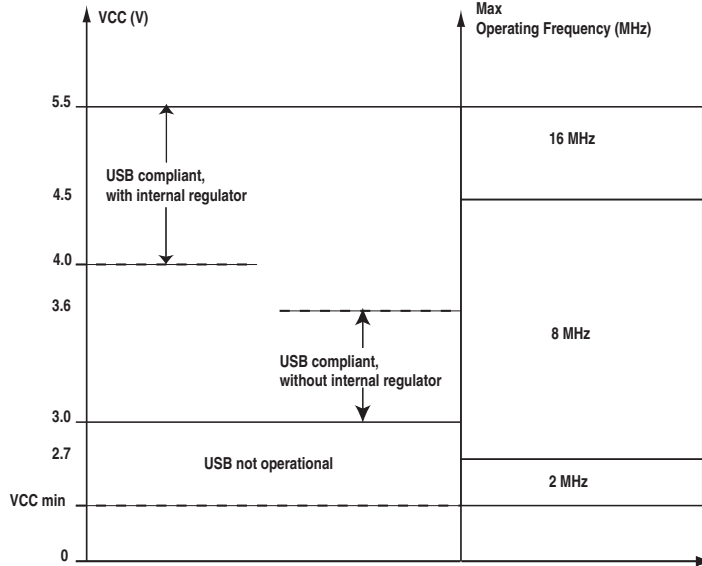 VCC (V)
Max
Operating Frequency (MHz)
5.5
16 MHz
USB compliant,
with internal regulator
4.5
4.0
3.6
8 MHz
USB compliant,
without internal regulator
3.0
2.7
USB not operational
2 MHz
VCC min
0